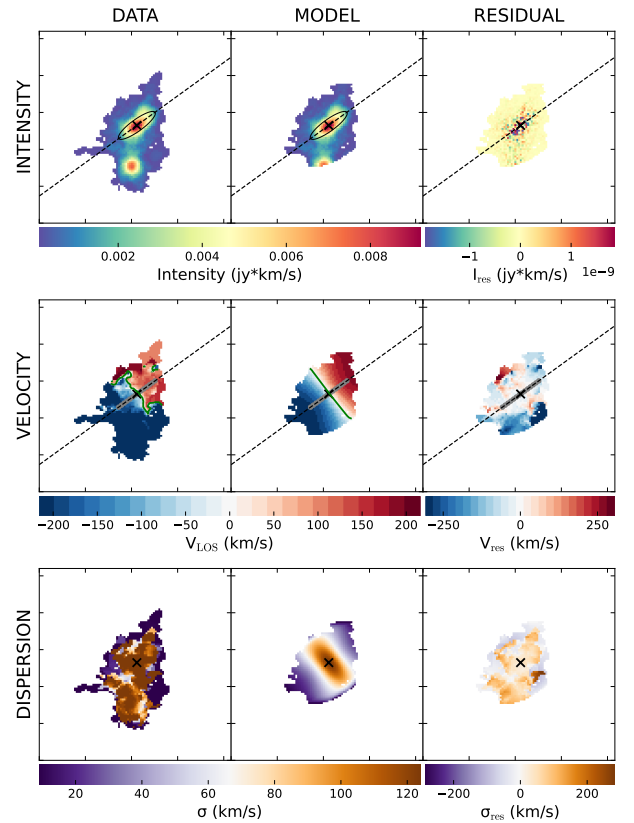 DATA MODEL RESIDUAL
INTENSITY
0.002 0.004 0.006 0.008 −1 0 1
Intensity (jy*km/s) I_res (jy*km/s) 1e−9
VELOCITY
−200 −150 −100 −50 0 50 100 150 200 −250 0 250
V_LOS (km/s) V_res (km/s)
DISPERSION
20 40 60 80 100 120 −200 0 200
σ (km/s) σ_res (km/s)